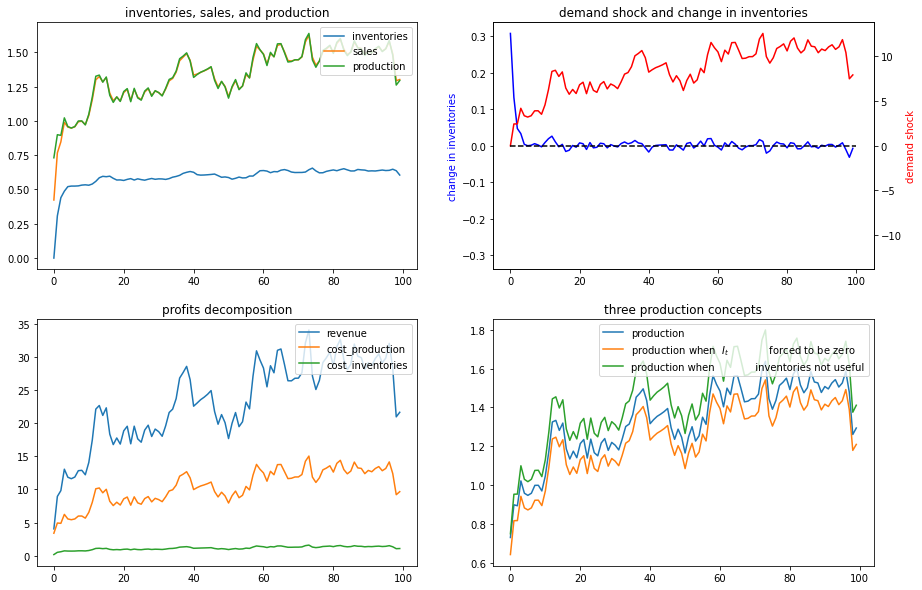 inventories, sales, and production
inventories
sales
production
1.50
1.25
1.00
0.75
0.50
0.25
0.00
0 20 40 60 80 100
demand shock and change in inventories
change in inventories
0.3
0.2
0.1
0.0
−0.1
−0.2
−0.3
10
5
0
−5
−10
demand shock
0 20 40 60 80 100
profits decomposition
revenue
cost_production
cost_inventories
35
30
25
20
15
10
5
0
0 20 40 60 80 100
three production concepts
production
production when I_t forced to be zero
production when inventories not useful
1.8
1.6
1.4
1.2
1.0
0.8
0.6
0 20 40 60 80 100